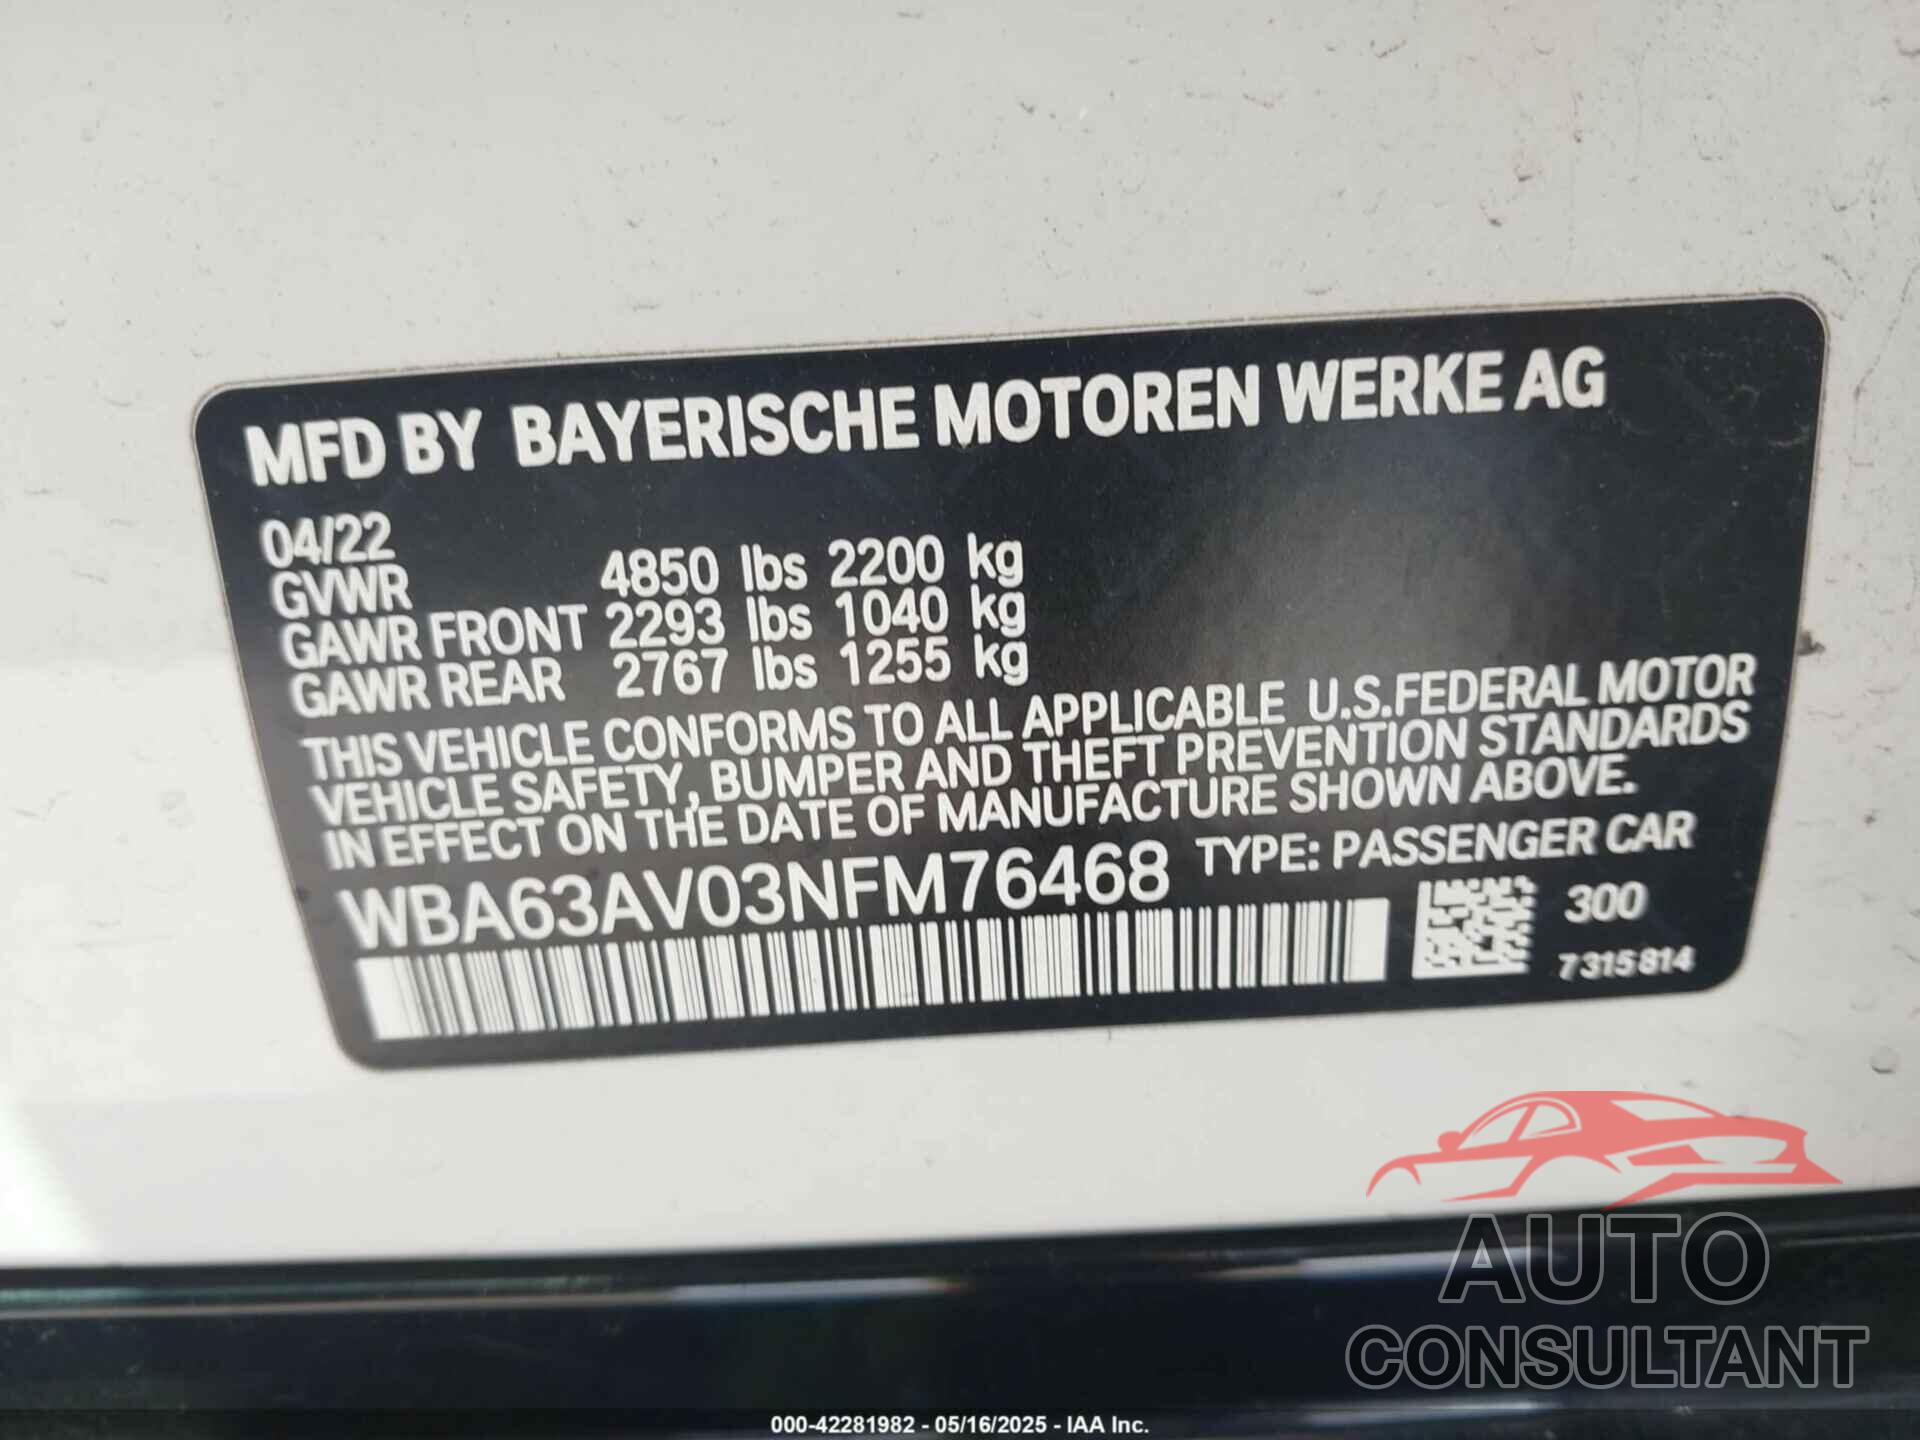 MFD BY BAYERISCHE MOTOREN WERKE AG
04/22
GVWR 4850 lbs 2200 kg
GAWR FRONT 2293 lbs 1040 kg
GAWR REAR 2767 lbs 1255 kg
THIS VEHICLE CONFORMS TO ALL APPLICABLE U.S.FEDERAL MOTOR
VEHICLE SAFETY, BUMPER AND THEFT PREVENTION STANDARDS
IN EFFECT ON THE DATE OF MANUFACTURE SHOWN ABOVE.
WBA63AV03NFM76468 TYPE: PASSENGER CAR
300
7315814
AUTO
CONSULTANT
000-42281982 - 05/16/2025 - IAA Inc.